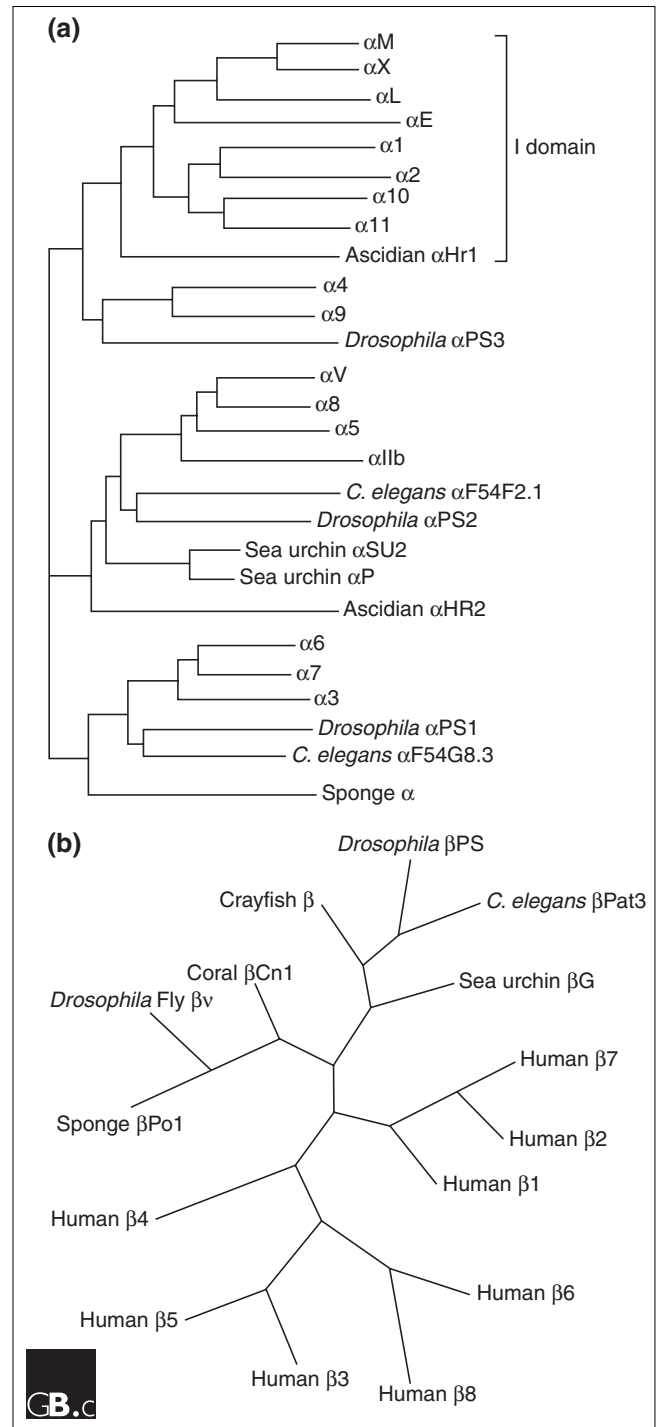 (a)
αM
αX
αL
αE
α1
α2
α10
α11
I domain
Ascidian αHr1
α4
α9
Drosophila αPS3
αV
α8
α5
αIIb
C. elegans αF54F2.1
Drosophila αPS2
Sea urchin αSU2
Sea urchin αP
Ascidian αHR2
α6
α7
α3
Drosophila αPS1
C. elegans αF54G8.3
Sponge α
(b)
Drosophila βPS
Crayfish β
C. elegans βPat3
Coral βCn1
Sea urchin βG
Drosophila Fly βν
Human β7
Sponge βPo1
Human β2
Human β1
Human β4
Human β6
Human β5
Human β3
Human β8
GB.c